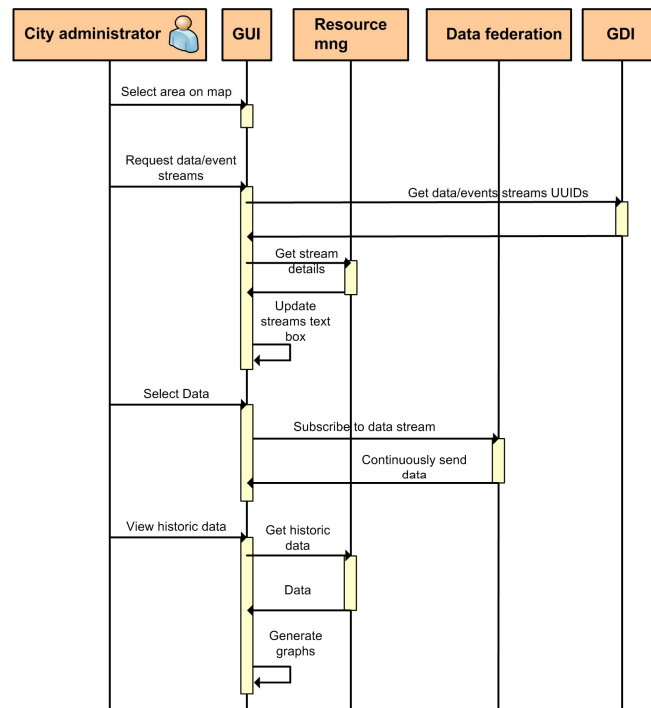 City administrator
GUI
Resource
mng
Data federation
GDI
Select area on map
Request data/event
streams
Get data/events streams UUIDs
Get stream
details
Update
streams text
box
Select Data
Subscribe to data stream
Continuously send
data
View historic data
Get historic
data
Data
Generate
graphs